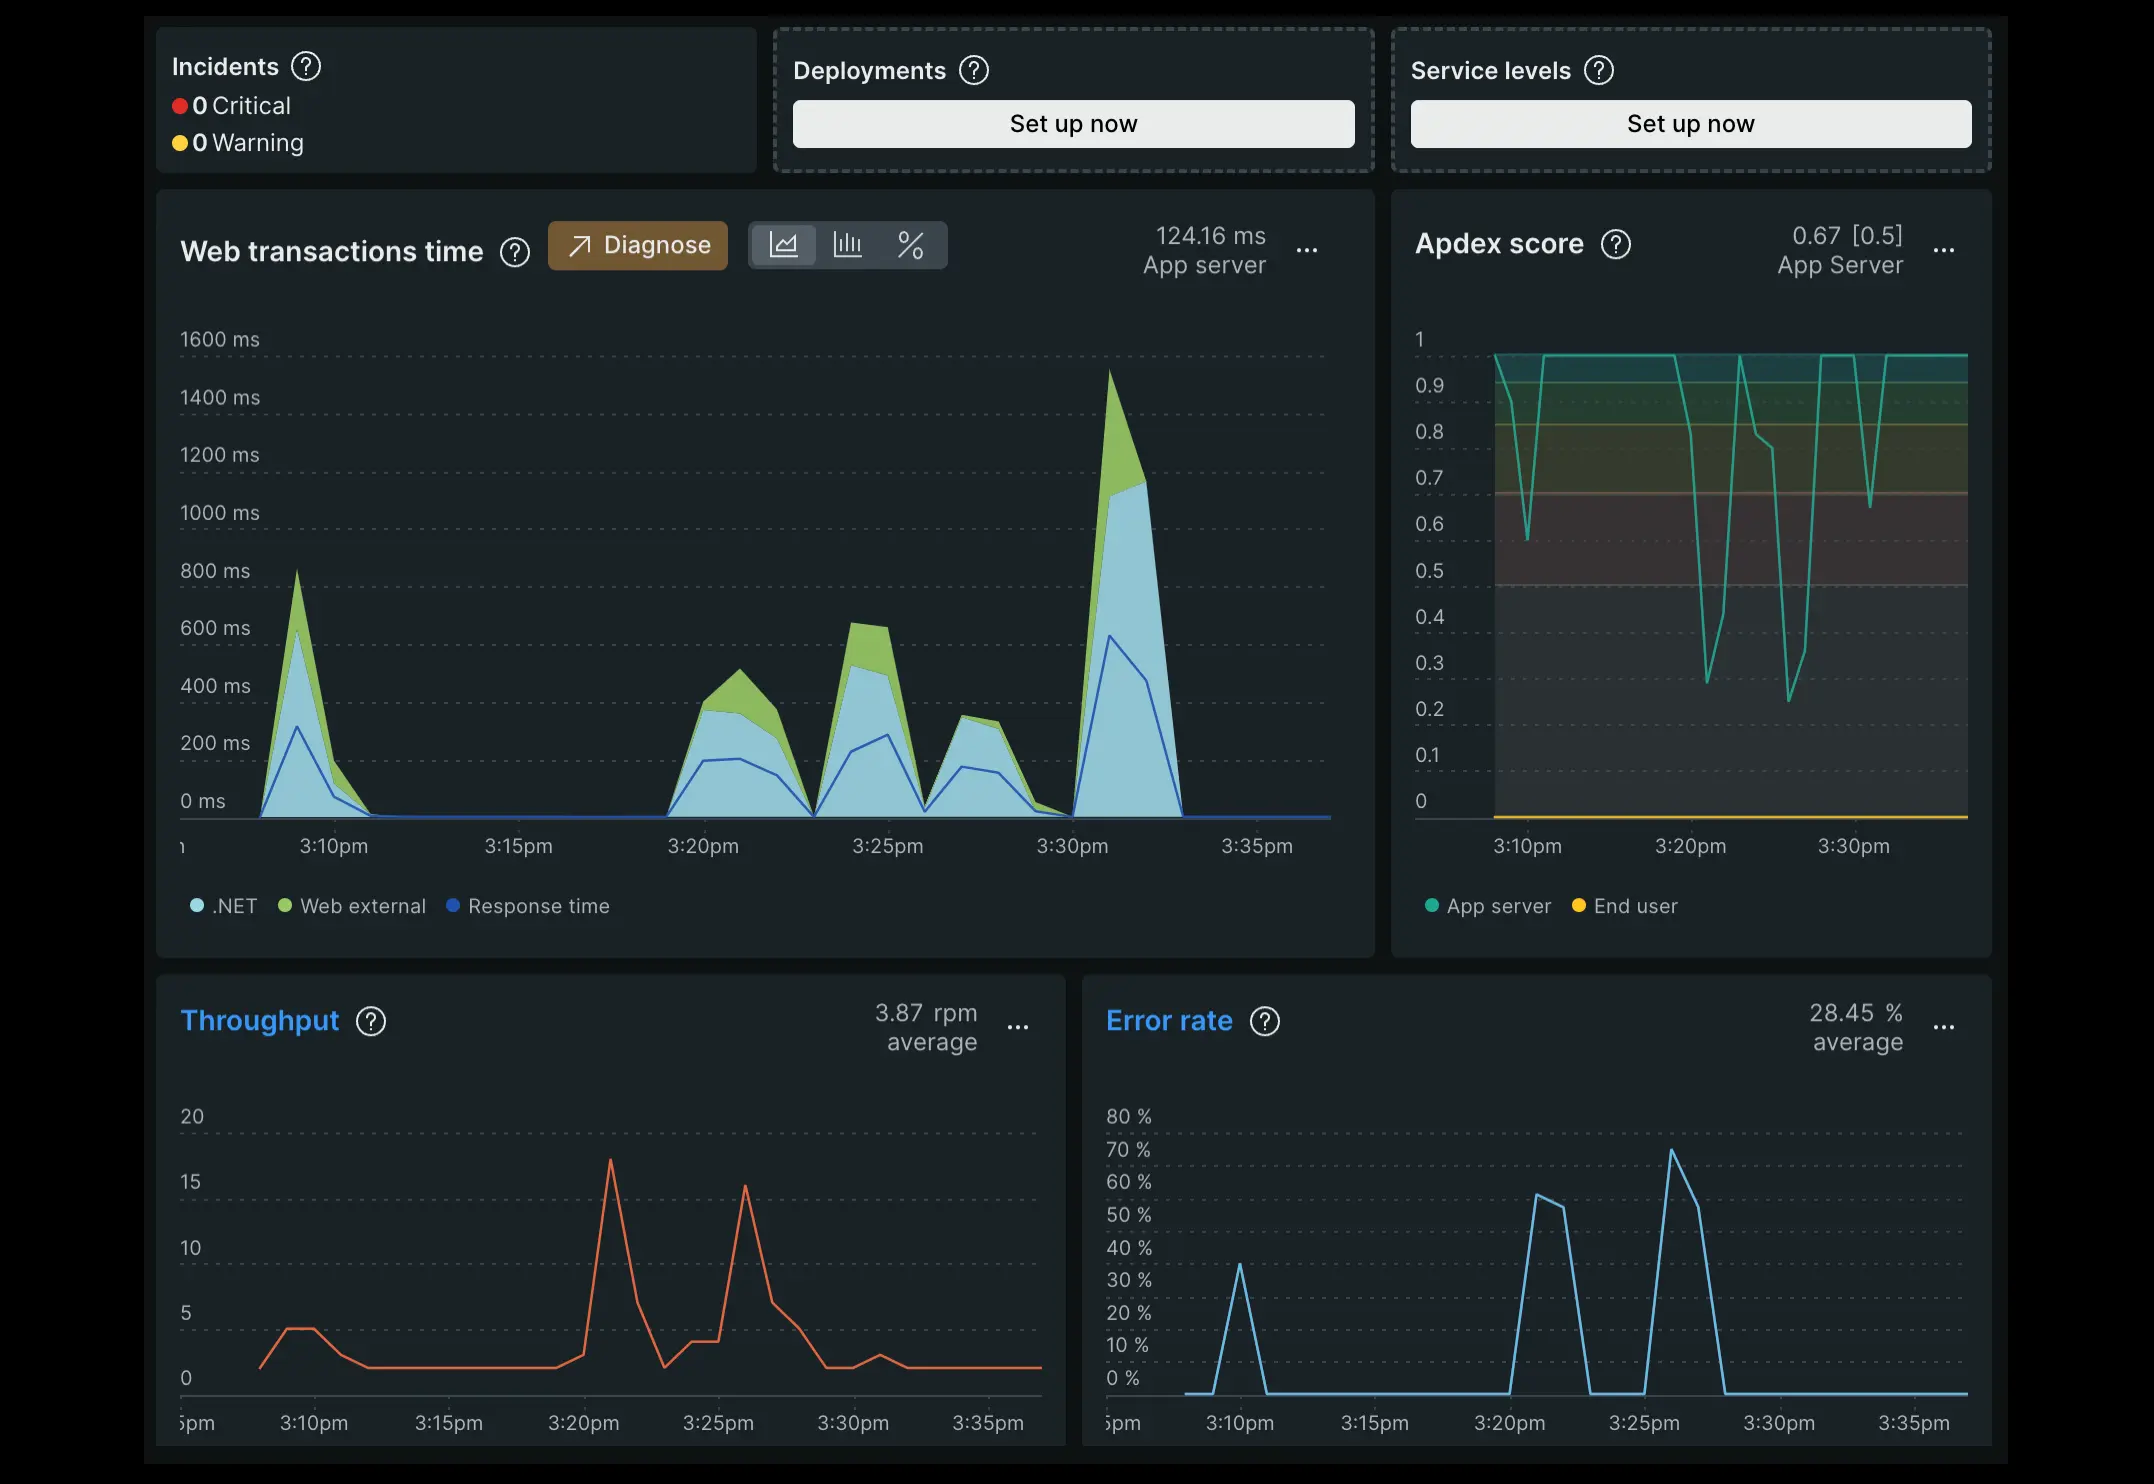 Incidents ?
0 Critical
0 Warning
Deployments ?
Set up now
Service levels ?
Set up now
Web transactions time ?
Diagnose
%
124.16 ms
App server
...
1600 ms
1400 ms
1200 ms
1000 ms
800 ms
600 ms
400 ms
200 ms
0 ms
3:10pm 3:15pm 3:20pm 3:25pm 3:30pm 3:35pm
.NET Web external Response time
Apdex score ?
0.67 [0.5]
App Server
...
1
0.9
0.8
0.7
0.6
0.5
0.4
0.3
0.2
0.1
0
3:10pm 3:20pm 3:30pm
App server End user
Throughput ?
3.87 rpm
average
...
20
15
10
5
0
5pm 3:10pm 3:15pm 3:20pm 3:25pm 3:30pm 3:35pm
Error rate ?
28.45 %
average
...
80 %
70 %
60 %
50 %
40 %
30 %
20 %
10 %
0 %
5pm 3:10pm 3:15pm 3:20pm 3:25pm 3:30pm 3:35pm